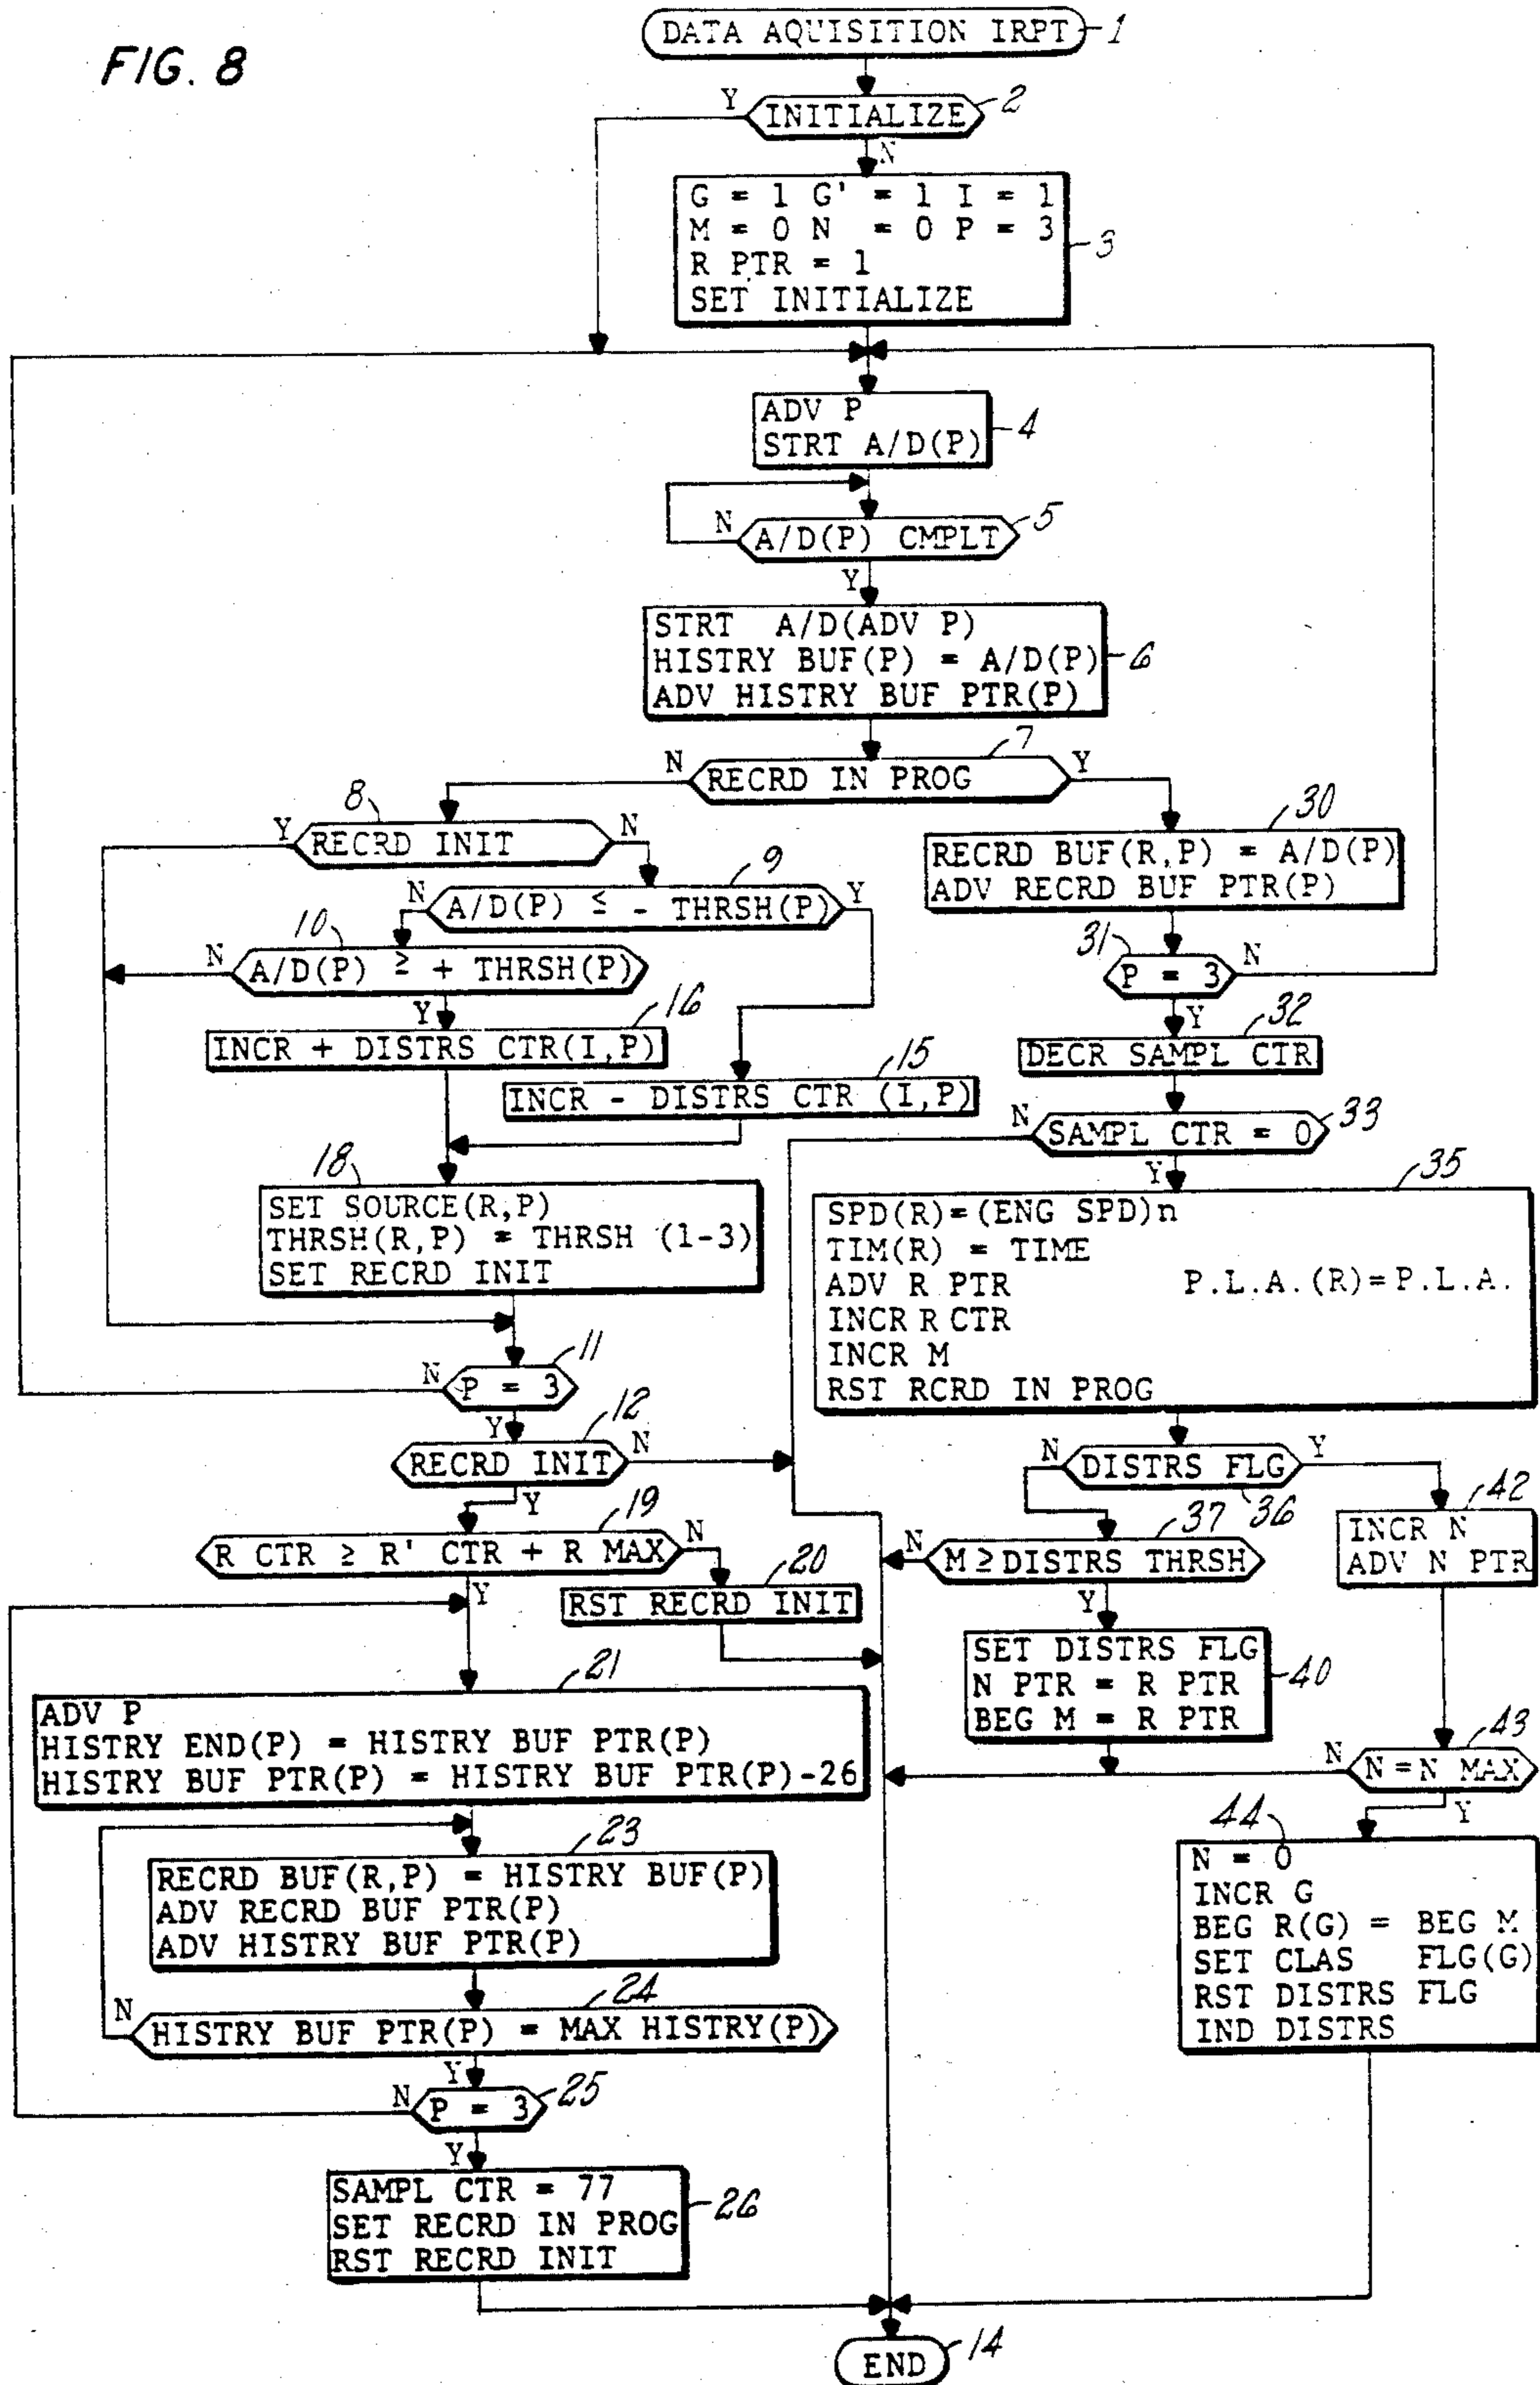 FIG. 8
DATA AQUISITION IRPT
1
Y
INITIALIZE
2
N
G = 1 G' = 1 I = 1
M = 0 N = 0 P = 3
R PTR = 1
SET INITIALIZE
3
ADV P
STRT A/D(P)
4
N
A/D(P) CMPLT
5
Y
STRT A/D(ADV P)
HISTRY BUF(P) = A/D(P)
ADV HISTRY BUF PTR(P)
6
N
RECRD IN PROG
7
Y
8
Y
RECRD INIT
N
30
RECRD BUF(R,P) = A/D(P)
ADV RECRD BUF PTR(P)
9
N
A/D(P) ≤ - THRSH(P)
Y
10
N
A/D(P) ≥ + THRSH(P)
Y
31
P = 3
N
Y
16
INCR + DISTRS CTR(I,P)
32
DECR SAMPL CTR
15
INCR - DISTRS CTR (I,P)
N
SAMPL CTR = 0
33
Y
18
SET SOURCE(R,P)
THRSH(R,P) = THRSH (1-3)
SET RECRD INIT
35
SPD(R)=(ENG SPD)n
TIM(R) = TIME
ADV R PTR P.L.A.(R)=P.L.A.
INCR R CTR
INCR M
RST RCRD IN PROG
N
P = 3
11
Y
RECRD INIT
12
N
Y
N
DISTRS FLG
36
Y
42
INCR N
ADV N PTR
R CTR ≥ R' CTR + R MAX
19
N
Y
20
RST RECRD INIT
N
M ≥ DISTRS THRSH
37
Y
SET DISTRS FLG
N PTR = R PTR
BEG M = R PTR
40
21
ADV P
HISTRY END(P) = HISTRY BUF PTR(P)
HISTRY BUF PTR(P) = HISTRY BUF PTR(P)-26
N
N = N MAX
43
Y
44
N = 0
INCR G
BEG R(G) = BEG M
SET CLAS FLG(G)
RST DISTRS FLG
IND DISTRS
23
RECRD BUF(R,P) = HISTRY BUF(P)
ADV RECRD BUF PTR(P)
ADV HISTRY BUF PTR(P)
24
N
HISTRY BUF PTR(P) = MAX HISTRY(P)
Y
N
P = 3
25
Y
SAMPL CTR = 77
SET RECRD IN PROG
RST RECRD INIT
26
END
14